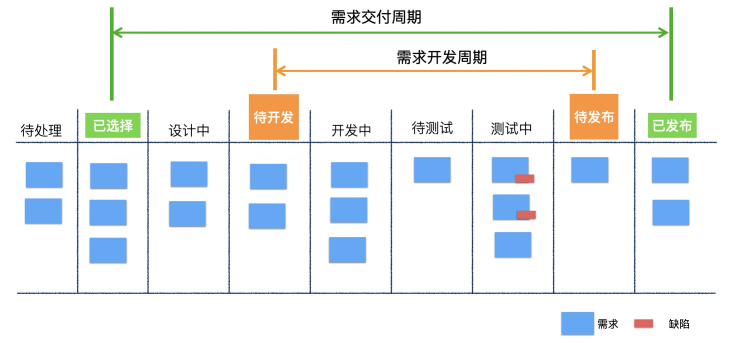 需求交付周期
需求开发周期
待处理
已选择
设计中
待开发
开发中
待测试
测试中
待发布
已发布
需求
缺陷